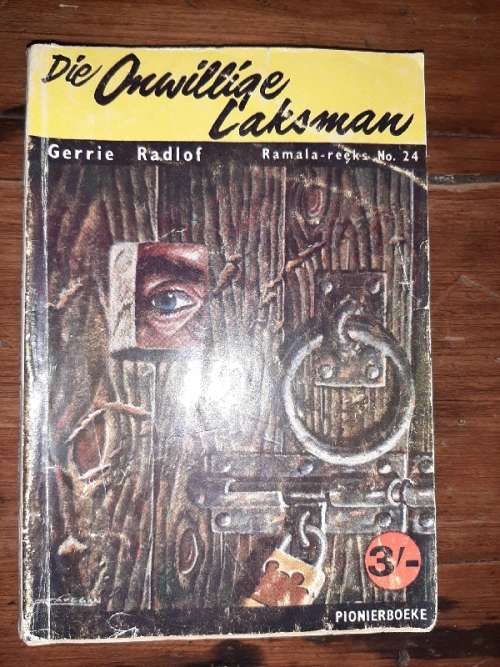 Die Onwillige
Laksman
Gerrie Radlof Ramala-reeks No. 24
3/-
PIONIERBOEKE